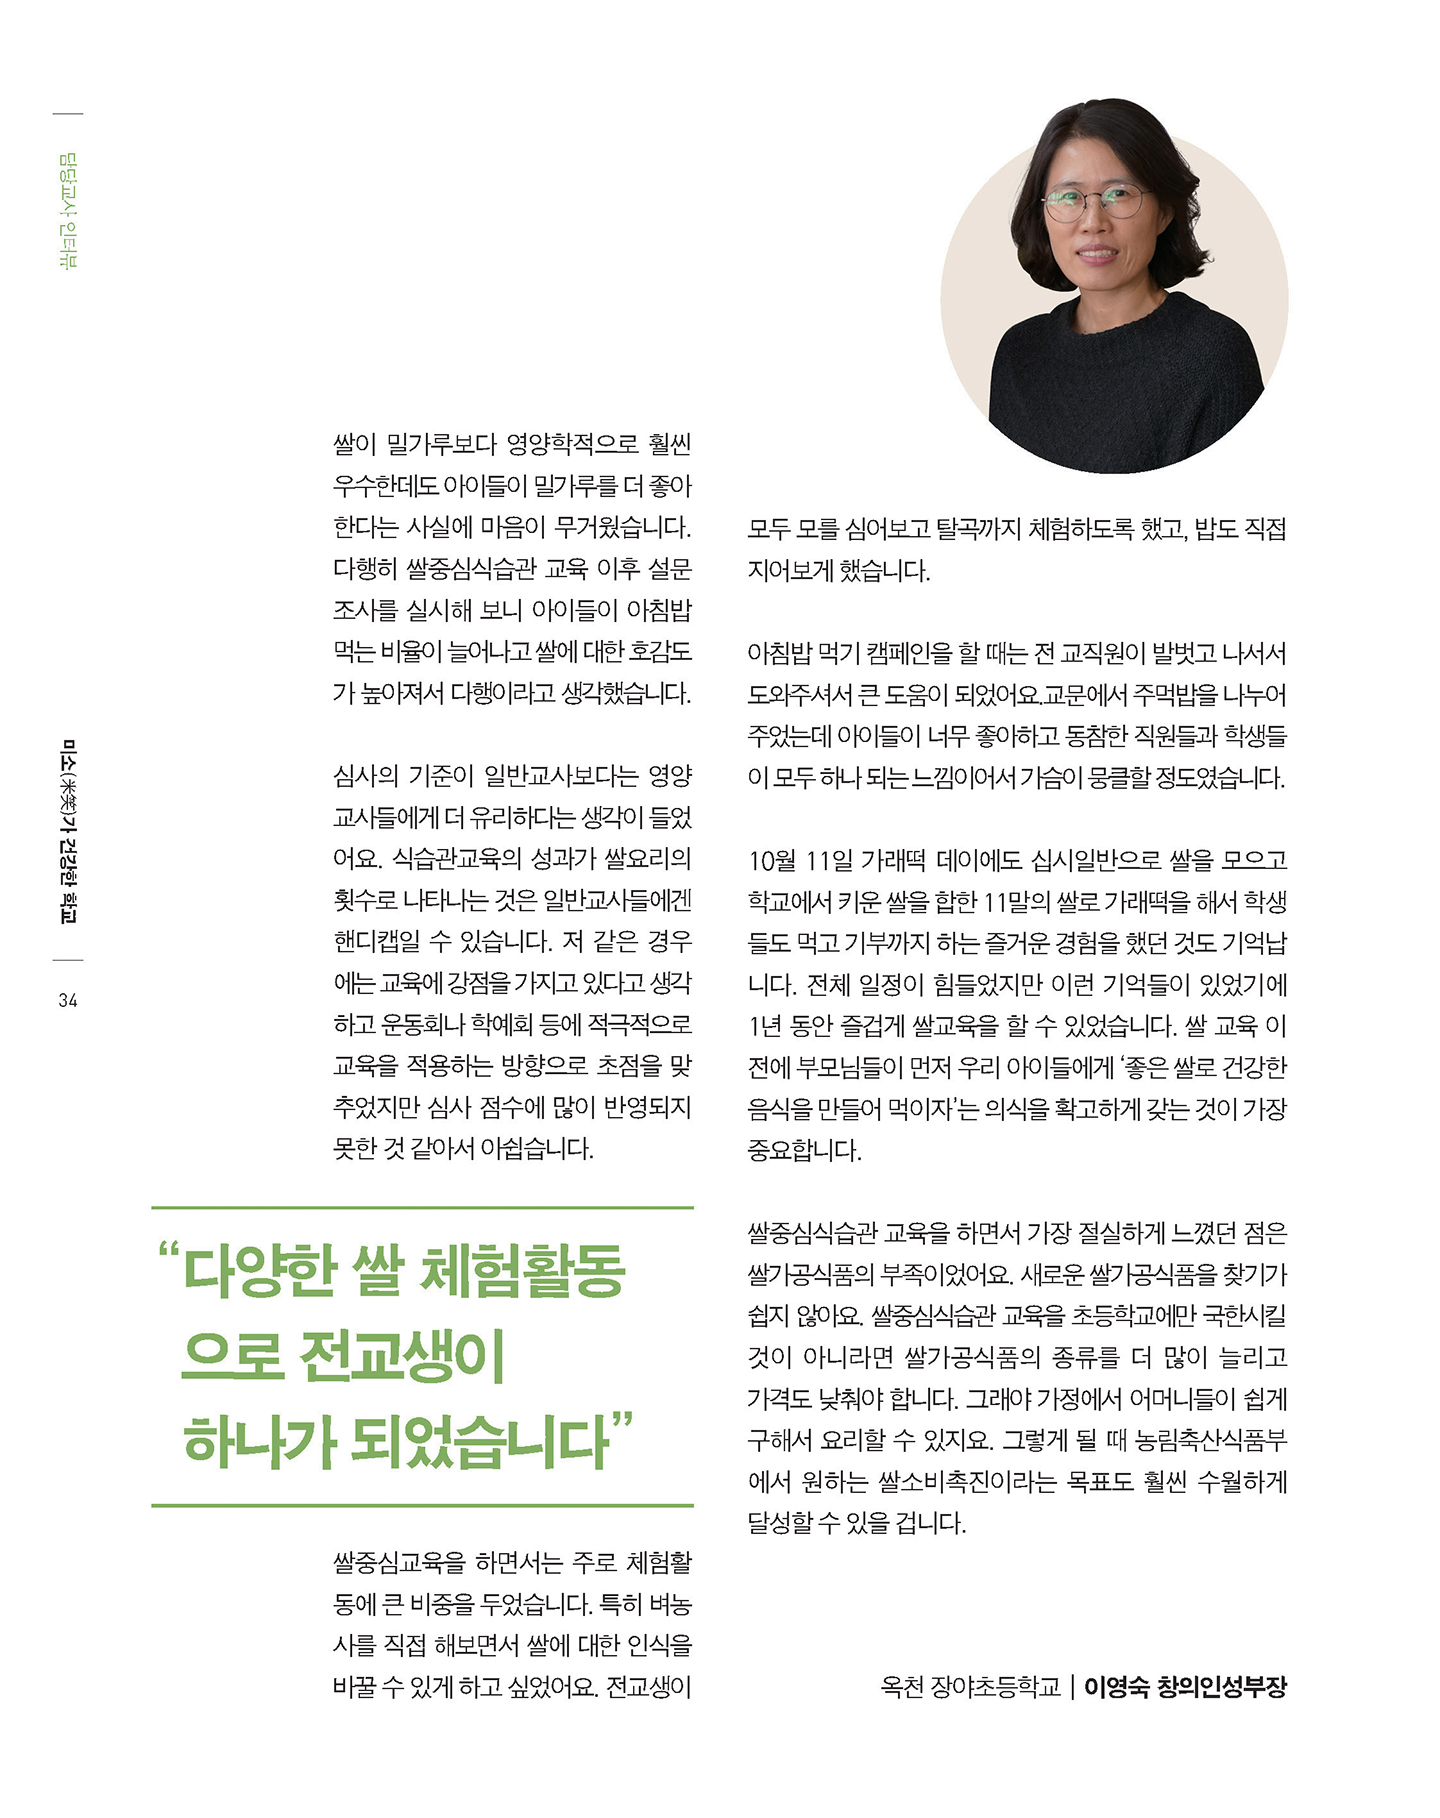 담당교사 인터뷰
미소(米笑)가 건강한 학교
34
쌀이 밀가루보다 영양학적으로 훨씬
우수한데도 아이들이 밀가루를 더 좋아
한다는 사실에 마음이 무거웠습니다.
다행히 쌀중심식습관 교육 이후 설문
조사를 실시해 보니 아이들이 아침밥
먹는 비율이 늘어나고 쌀에 대한 호감도
가 높아져서 다행이라고 생각했습니다.
심사의 기준이 일반교사보다는 영양
교사들에게 더 유리하다는 생각이 들었
어요. 식습관교육의 성과가 쌀요리의
횟수로 나타나는 것은 일반교사들에겐
핸디캡일 수 있습니다. 저 같은 경우
에는 교육에 강점을 가지고 있다고 생각
하고 운동회나 학예회 등에 적극적으로
교육을 적용하는 방향으로 초점을 맞
추었지만 심사 점수에 많이 반영되지
못한 것 같아서 아쉽습니다.
“다양한 쌀 체험활동
으로 전교생이
하나가 되었습니다”
쌀중심교육을 하면서는 주로 체험활
동에 큰 비중을 두었습니다. 특히 벼농
사를 직접 해보면서 쌀에 대한 인식을
바꿀 수 있게 하고 싶었어요. 전교생이
모두 모를 심어보고 탈곡까지 체험하도록 했고, 밥도 직접
지어보게 했습니다.
아침밥 먹기 캠페인을 할 때는 전 교직원이 발벗고 나서서
도와주셔서 큰 도움이 되었어요.교문에서 주먹밥을 나누어
주었는데 아이들이 너무 좋아하고 동참한 직원들과 학생들
이 모두 하나 되는 느낌이어서 가슴이 뭉클할 정도였습니다.
10월 11일 가래떡 데이에도 십시일반으로 쌀을 모으고
학교에서 키운 쌀을 합한 11말의 쌀로 가래떡을 해서 학생
들도 먹고 기부까지 하는 즐거운 경험을 했던 것도 기억납
니다. 전체 일정이 힘들었지만 이런 기억들이 있었기에
1년 동안 즐겁게 쌀교육을 할 수 있었습니다. 쌀 교육 이
전에 부모님들이 먼저 우리 아이들에게 ‘좋은 쌀로 건강한
음식을 만들어 먹이자’는 의식을 확고하게 갖는 것이 가장
중요합니다.
쌀중심식습관 교육을 하면서 가장 절실하게 느꼈던 점은
쌀가공식품의 부족이었어요. 새로운 쌀가공식품을 찾기가
쉽지 않아요. 쌀중심식습관 교육을 초등학교에만 국한시킬
것이 아니라면 쌀가공식품의 종류를 더 많이 늘리고
가격도 낮춰야 합니다. 그래야 가정에서 어머니들이 쉽게
구해서 요리할 수 있지요. 그렇게 될 때 농림축산식품부
에서 원하는 쌀소비촉진이라는 목표도 훨씬 수월하게
달성할 수 있을 겁니다.
옥천 장야초등학교 | 이영숙 창의인성부장